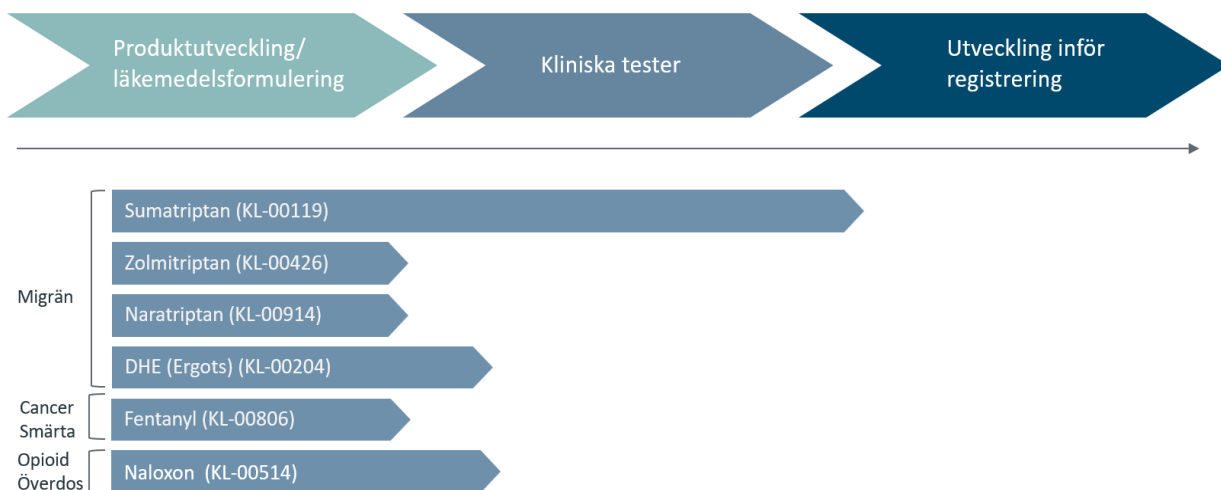 Produktutveckling/
läkemedelsformulering
Kliniska tester
Utveckling inför
registrering
Migrän
Sumatriptan (KL-00119)
Zolmitriptan (KL-00426)
Naratriptan (KL-00914)
DHE (Ergots) (KL-00204)
Cancer
Smärta
Fentanyl (KL-00806)
Opioid
Överdos
Naloxon (KL-00514)